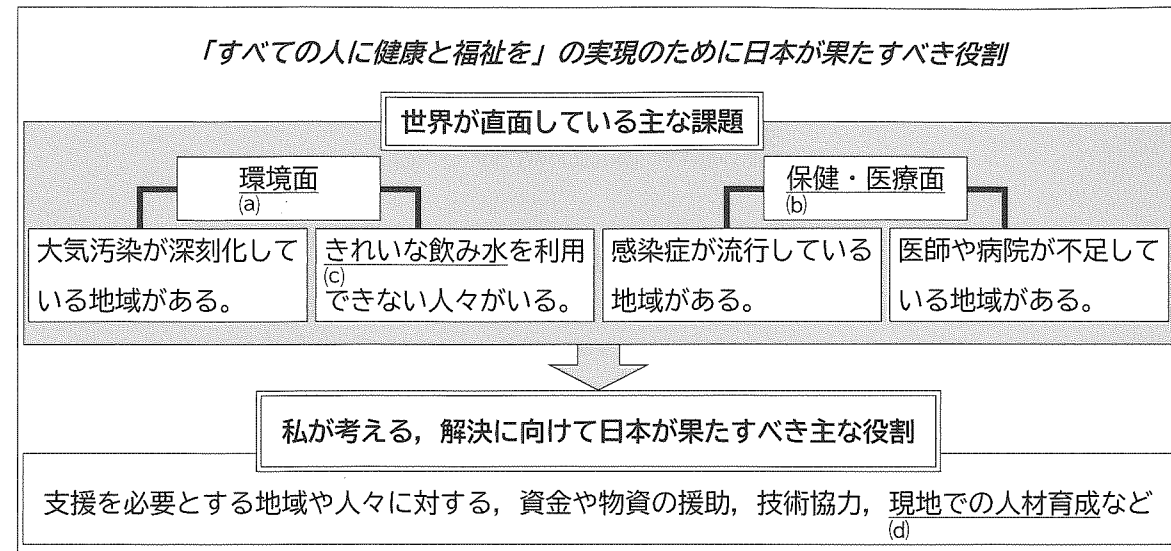 「すべての人に健康と福祉を」の実現のために日本が果たすべき役割
世界が直面している主な課題
環境面
(a)
保健・医療面
(b)
大気汚染が深刻化して
いる地域がある。
きれいな飲み水を利用
(c)
できない人々がいる。
感染症が流行している
地域がある。
医師や病院が不足して
いる地域がある。
私が考える,解決に向けて日本が果たすべき主な役割
支援を必要とする地域や人々に対する,資金や物資の援助,技術協力,現地での人材育成など
(d)